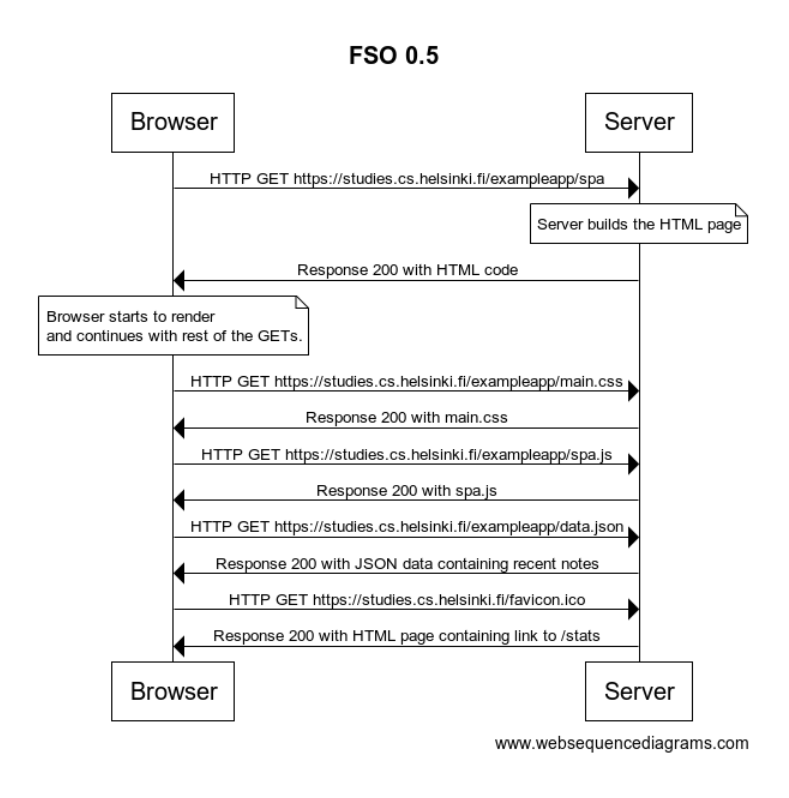 FSO 0.5
Browser
Server
HTTP GET https://studies.cs.helsinki.fi/exampleapp/spa
Server builds the HTML page
Response 200 with HTML code
Browser starts to render
and continues with rest of the GETs.
HTTP GET https://studies.cs.helsinki.fi/exampleapp/main.css
Response 200 with main.css
HTTP GET https://studies.cs.helsinki.fi/exampleapp/spa.js
Response 200 with spa.js
HTTP GET https://studies.cs.helsinki.fi/exampleapp/data.json
Response 200 with JSON data containing recent notes
HTTP GET https://studies.cs.helsinki.fi/favicon.ico
Response 200 with HTML page containing link to /stats
Browser
Server
www.websequencediagrams.com